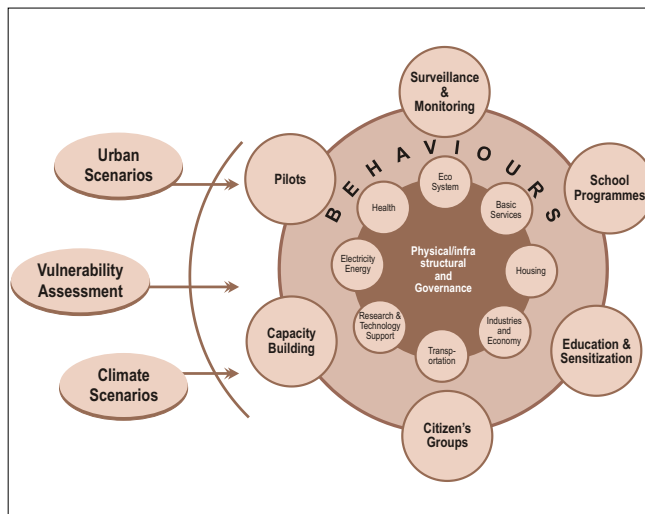 Surveillance
&
Monitoring
Urban
Scenarios
Pilots
BEHAVIOURS
Eco
System
School
Programmes
Health
Basic
Services
Vulnerability
Assessment
Electricity
Energy
Physical/infra
structural
and
Governance
Housing
Capacity
Building
Research &
Technology
Support
Industries
and
Economy
Education &
Sensitization
Transp-
ortation
Climate
Scenarios
Citizen's
Groups